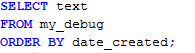 SELECT text
FROM my_debug
ORDER BY date_created;